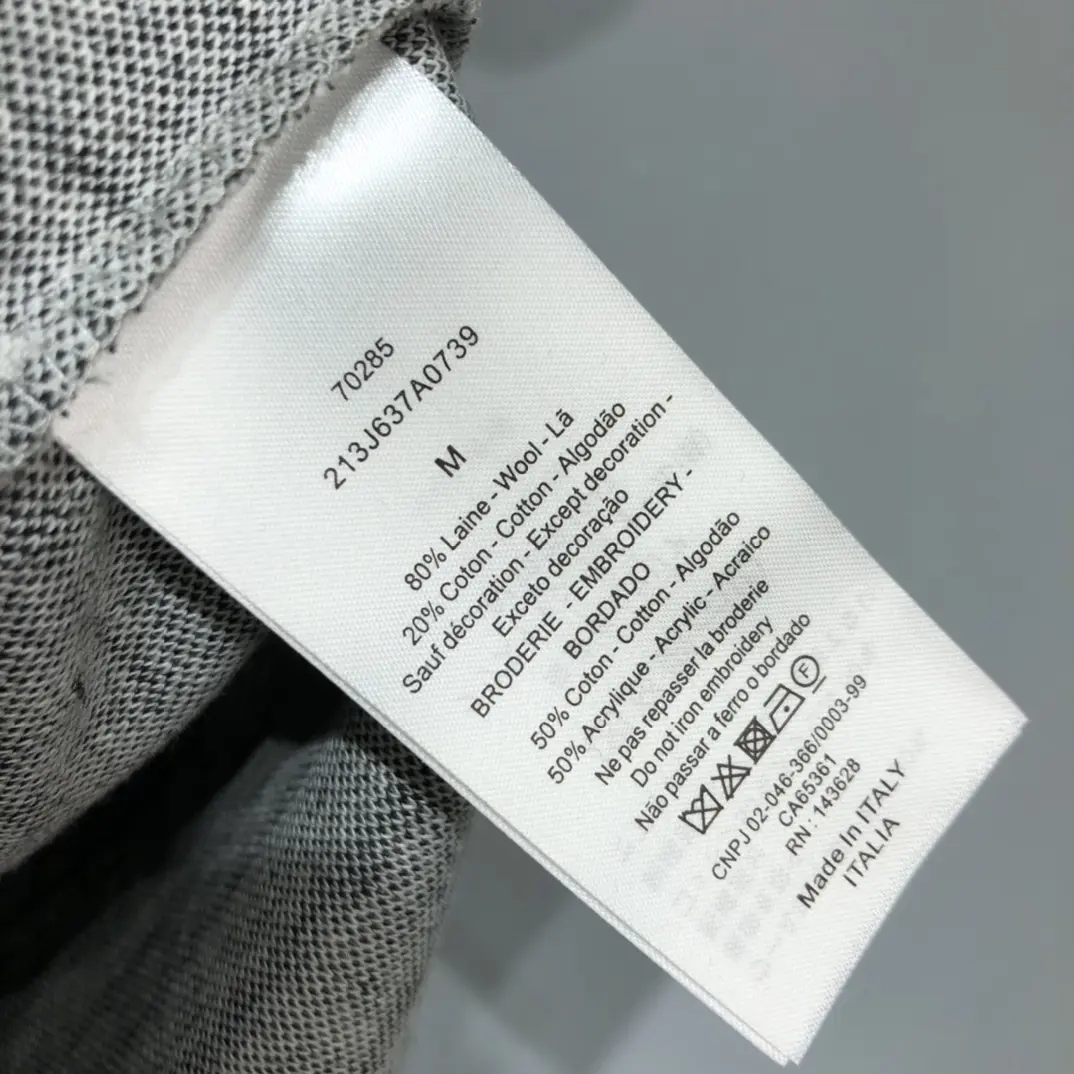 70285
213J637A0739
M
80% Laine - Wool - Lã
20% Coton - Cotton - Algodão
Sauf décoration - Except decoration -
Exceto decoração
BRODERIE - EMBROIDERY -
BORDADO
50% Coton - Cotton - Algodão
50% Acrylique - Acrylic - Acraico
Ne pas repasser la broderie
Do not iron embroidery
Não passar a ferro o bordado
F
CNPJ 02-046-366/0003-99
CA65361
RN: 143628
Made In ITALY
ITALIA